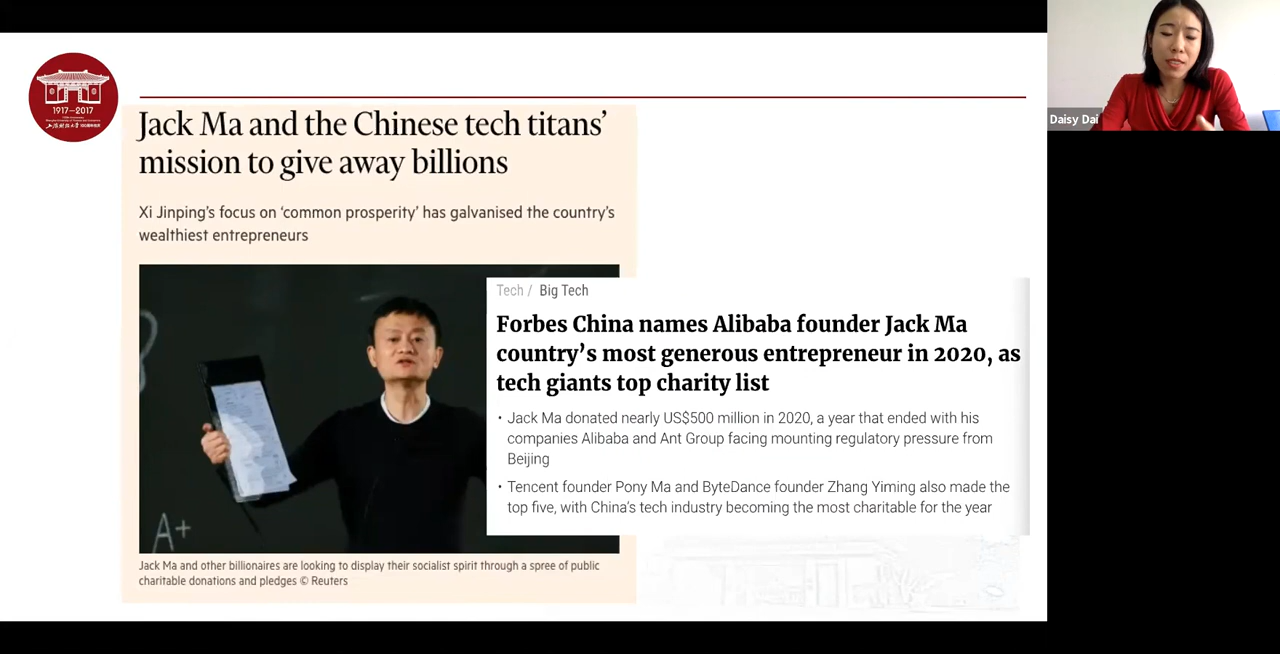 1917-2017
Jack Ma and the Chinese tech titans'
mission to give away billions
Xi Jinping's focus on 'common prosperity' has galvanised the country's
wealthiest entrepreneurs
A+
Jack Ma and other billionaires are looking to display their socialist spirit through a spree of public
charitable donations and pledges © Reuters
Tech / Big Tech
Forbes China names Alibaba founder Jack Ma
country's most generous entrepreneur in 2020, as
tech giants top charity list
• Jack Ma donated nearly US$500 million in 2020, a year that ended with his
companies Alibaba and Ant Group facing mounting regulatory pressure from
Beijing
• Tencent founder Pony Ma and ByteDance founder Zhang Yiming also made the
top five, with China's tech industry becoming the most charitable for the year
Daisy Dai